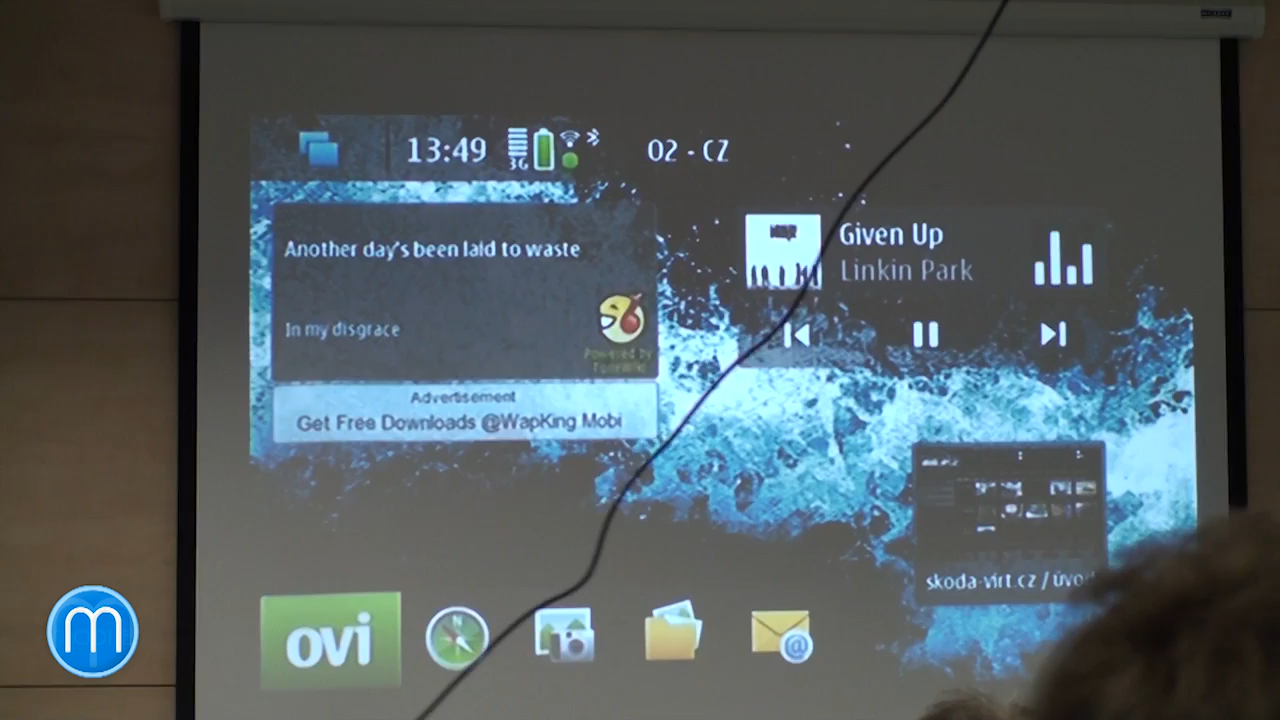 13:49
3G
02 - CZ
Another day's been laid to waste
In my disgrace
Powered by
TuneWiki
Given Up
Linkin Park
Advertisement
Get Free Downloads @WapKing Mobi
skoda-virt.cz / úvod
ovi
N
@
m